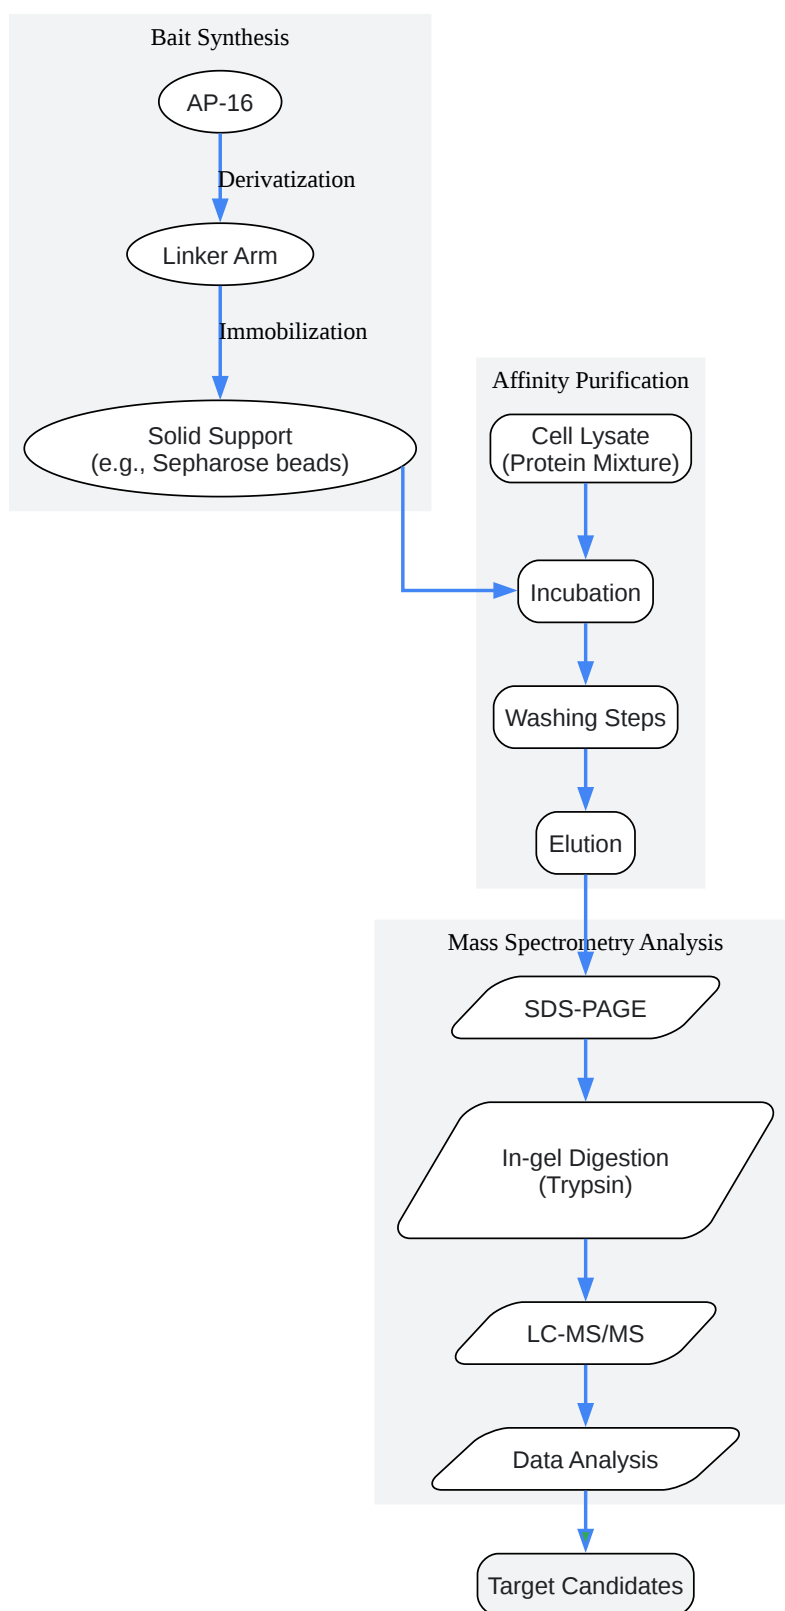 Bait Synthesis
AP-16
Derivatization
Linker Arm
Immobilization
Solid Support
(e.g., Sepharose beads)
Affinity Purification
Cell Lysate
(Protein Mixture)
Incubation
Washing Steps
Elution
Mass Spectrometry Analysis
SDS-PAGE
In-gel Digestion
(Trypsin)
LC-MS/MS
Data Analysis
Target Candidates